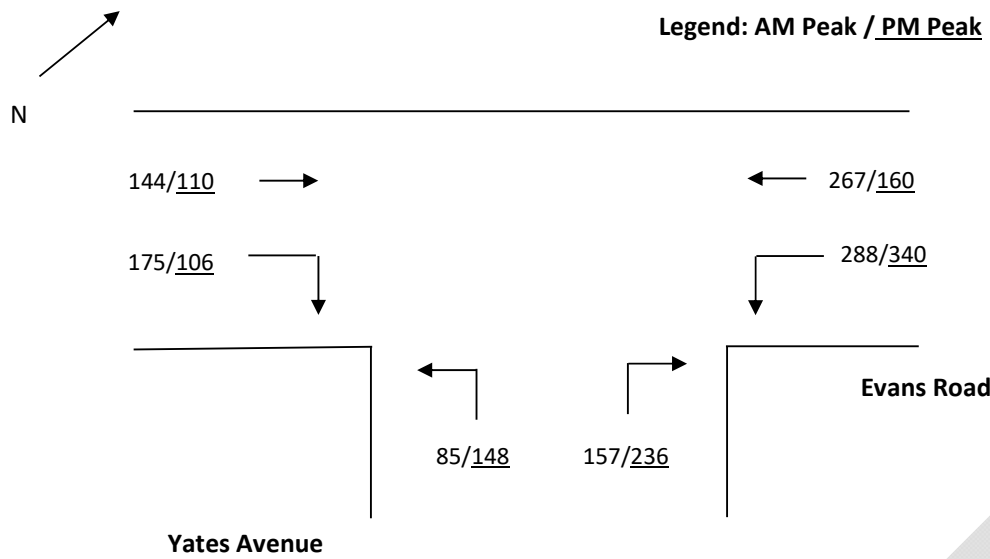 Legend: AM Peak / PM Peak
N
144/110
267/160
175/106
288/340
Evans Road
85/148
157/236
Yates Avenue